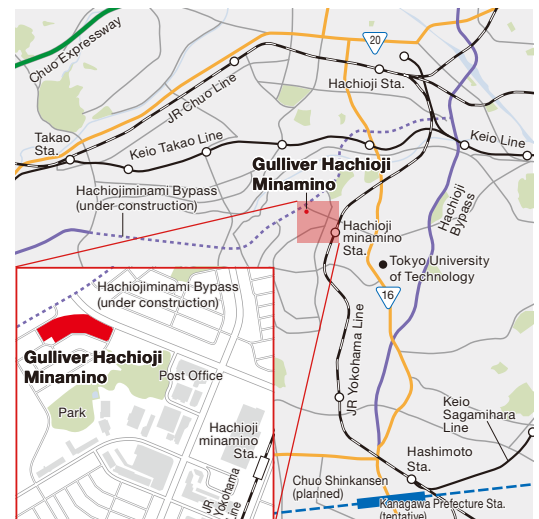 Chuo Expressway
20
JR Chuo Line
Hachioji Sta.
Takao
Sta.
Keio Takao Line
Keio Line
Gulliver Hachioji
Minamino
Hachiojiminami Bypass
(under construction)
Hachioji
Bypass
Hachioji
minamino
Sta.
Tokyo University
of Technology
16
JR Yokohama Line
Hachiojiminami Bypass
(under construction)
Gulliver Hachioji
Minamino
Post Office
Park
Hachioji
minamino
Sta.
JR
Yokohama
Line
Keio
Sagamihara
Line
Hashimoto
Sta.
Chuo Shinkansen
(planned)
Kanagawa Prefecture Sta.
(tentative)